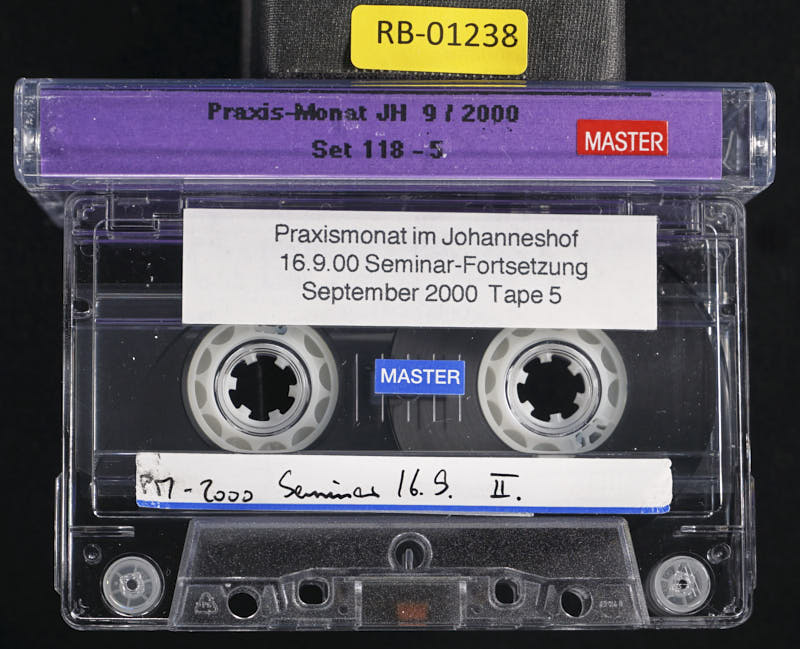 RB-01238
Praxis-Monat JH 9 / 2000
Set 118 - 5
MASTER
Praxismonat im Johanneshof
16.9.00 Seminar-Fortsetzung
September 2000 Tape 5
MASTER
PM - 2000 Seminar 16.9. II.